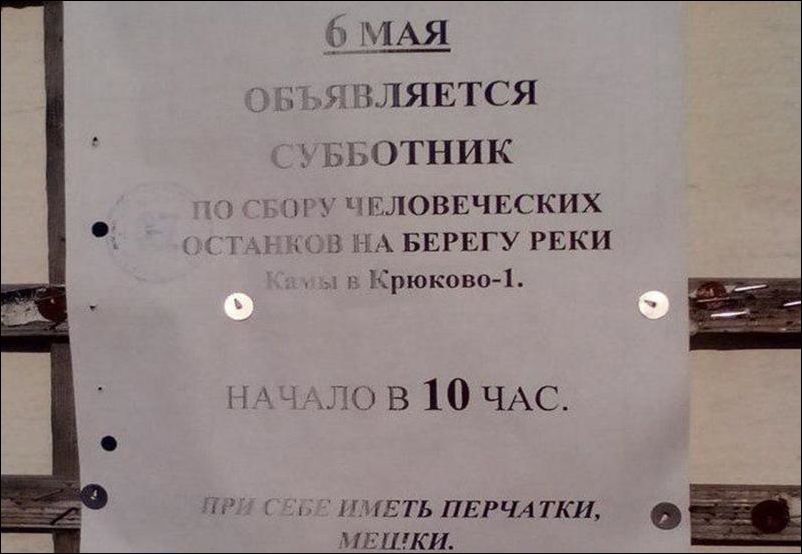 6 МАЯ
ОБЪЯВЛЯЕТСЯ
СУББОТНИК
ПО СБОРУ ЧЕЛОВЕЧЕСКИХ
ОСТАНКОВ НА БЕРЕГУ РЕКИ
Камы в Крюково-1.
НАЧАЛО В 10 ЧАС.
ПРИ СЕБЕ ИМЕТЬ ПЕРЧАТКИ,
МЕШКИ.